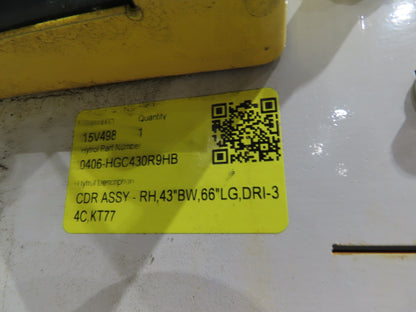 Quantity
15V498 1
Hytrol Part Number
0406-HGC430R9HB
Hytrol Description
CDR ASSY - RH,43"BW,66"LG,DRI-3
4C.KT77